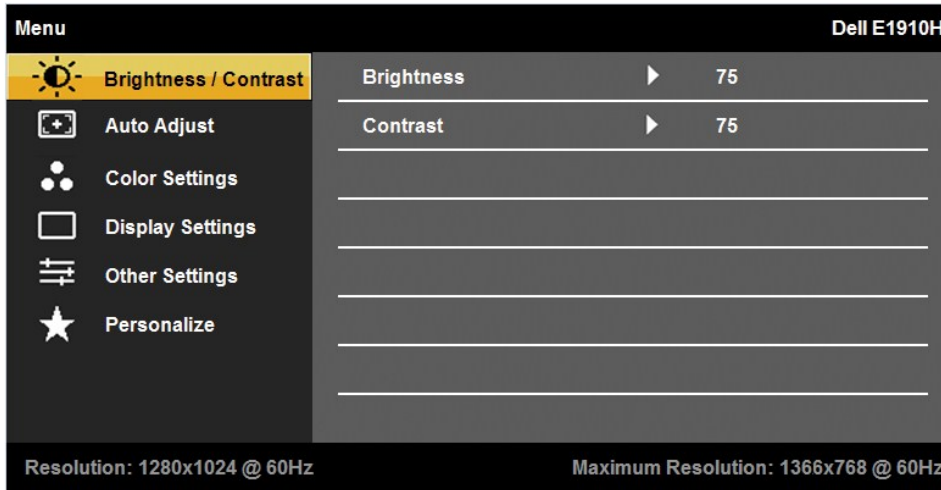 Menu Dell E1910H
Brightness / Contrast Brightness 75
Auto Adjust Contrast 75
Color Settings
Display Settings
Other Settings
Personalize
Resolution: 1280x1024 @ 60Hz Maximum Resolution: 1366x768 @ 60Hz